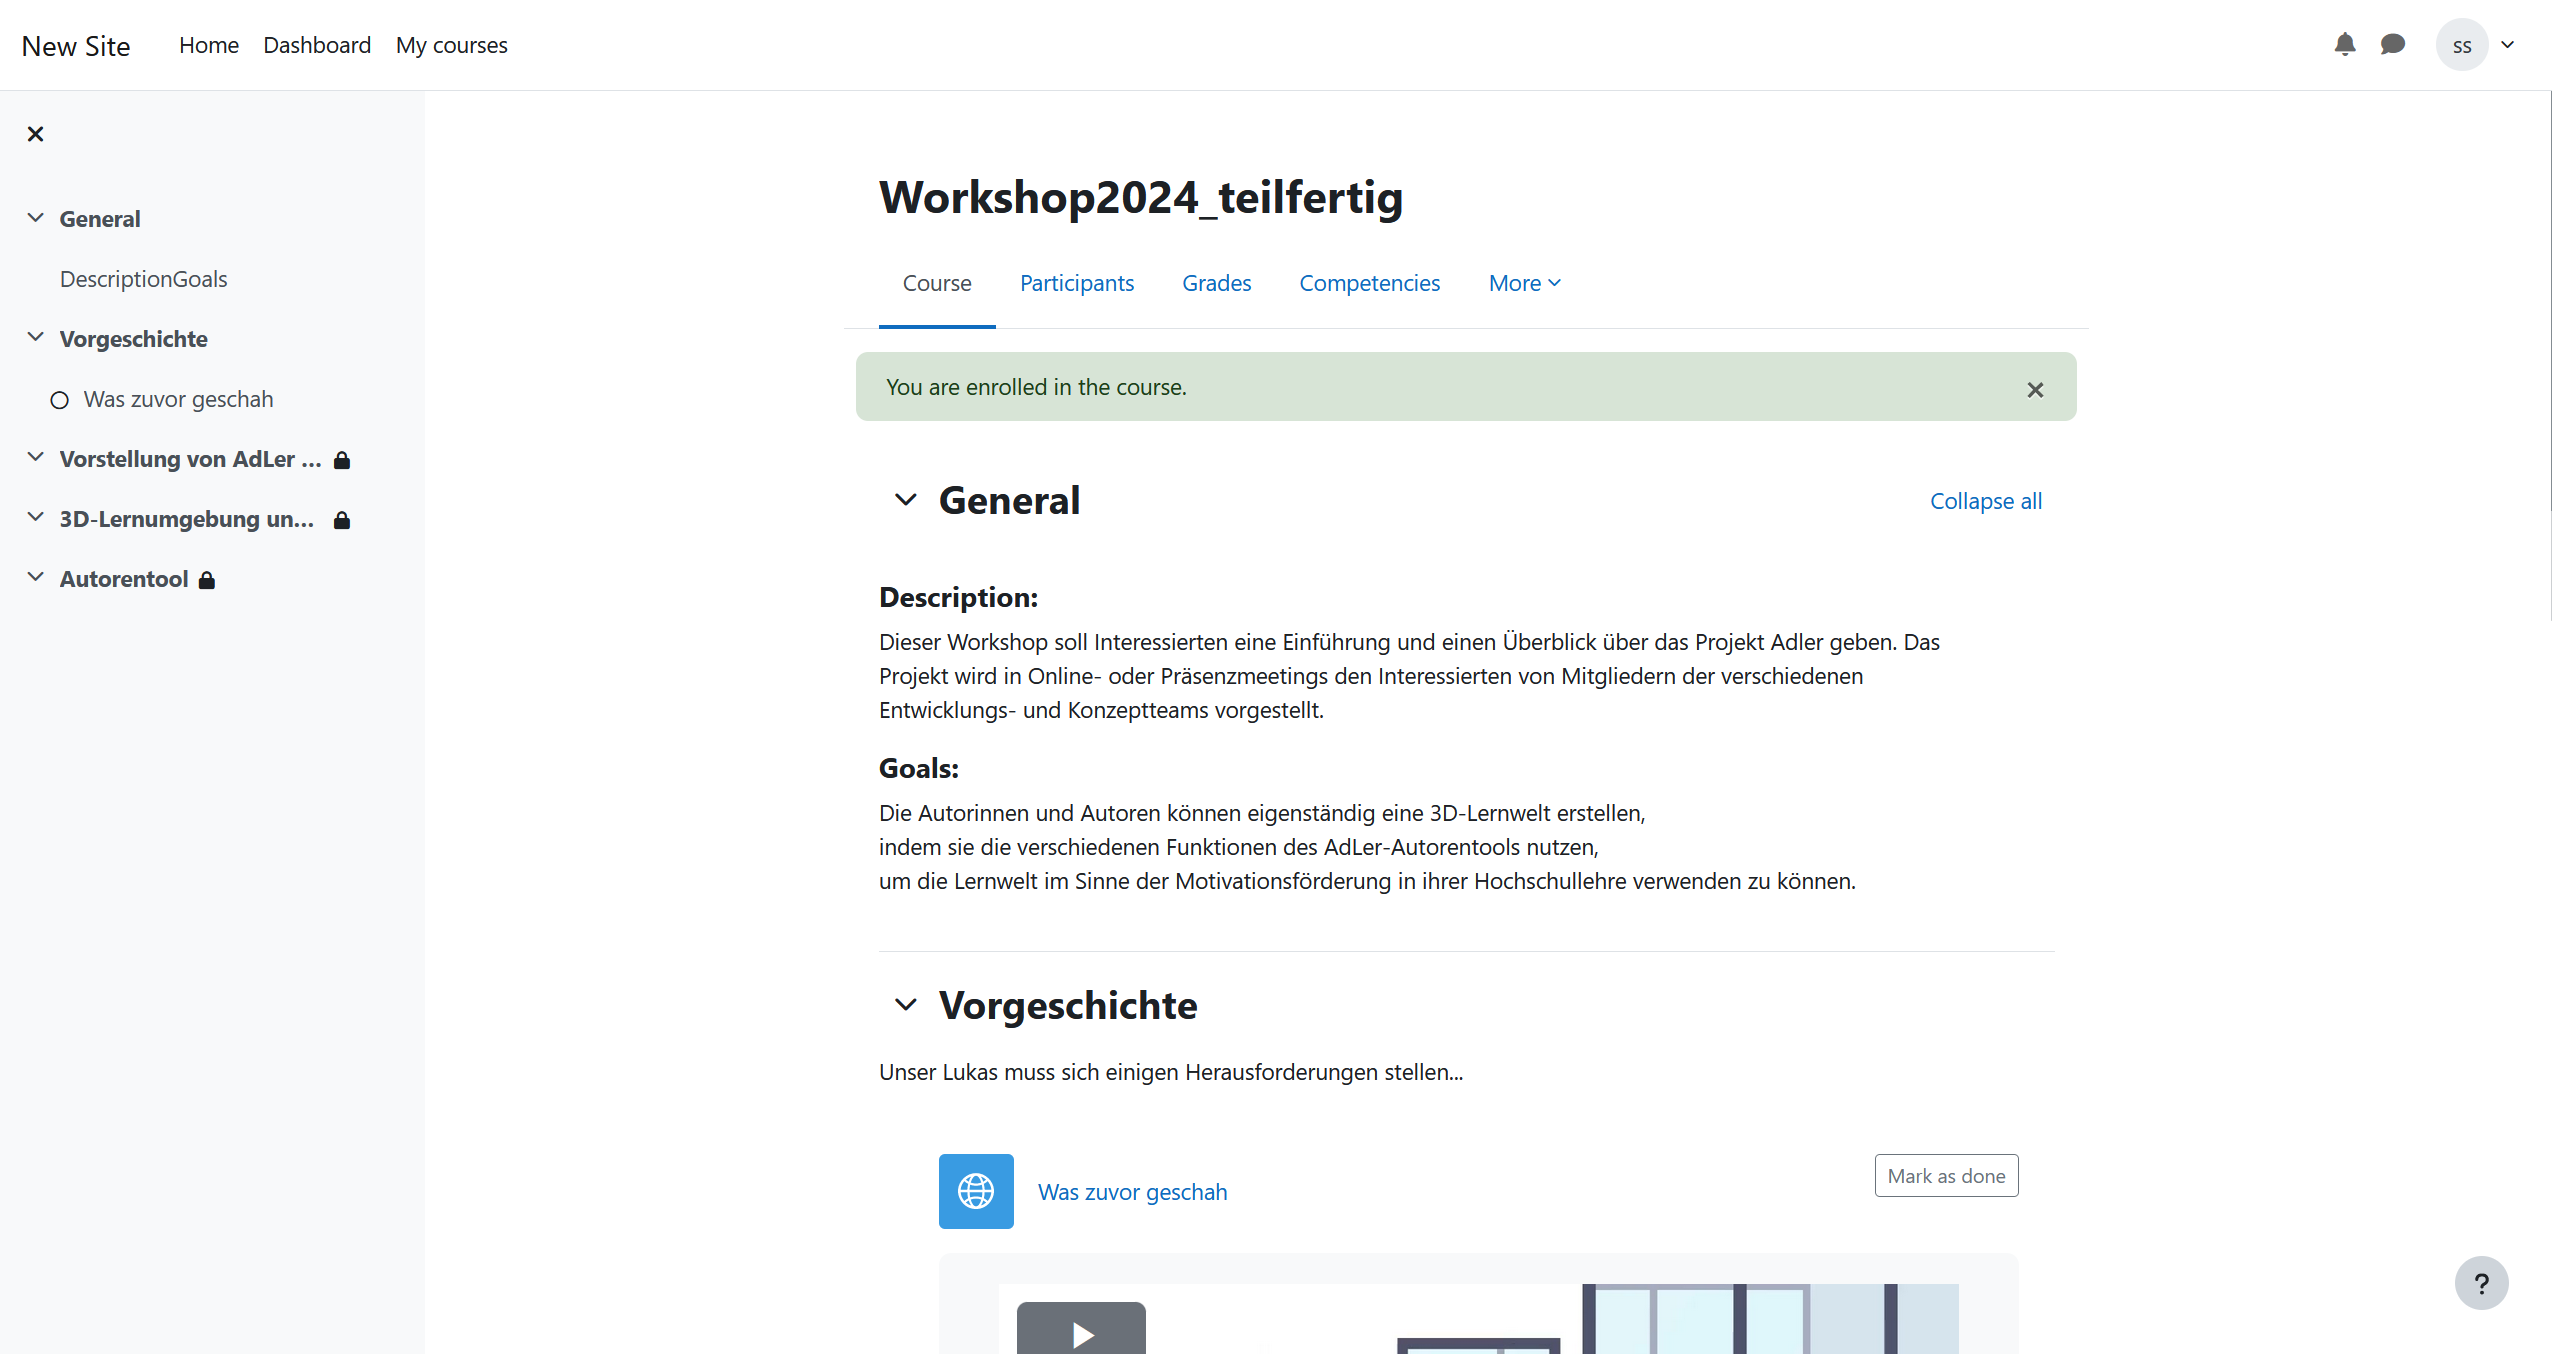 New Site Home Dashboard My courses ss
General
DescriptionGoals
Vorgeschichte
Was zuvor geschah
Vorstellung von AdLer ...
3D-Lernumgebung un...
Autorentool
Workshop2024_teilfertig
Course Participants Grades Competencies More
You are enrolled in the course.
General Collapse all
Description:
Dieser Workshop soll Interessierten eine Einführung und einen Überblick über das Projekt Adler geben. Das
Projekt wird in Online- oder Präsenzmeetings den Interessierten von Mitgliedern der verschiedenen
Entwicklungs- und Konzeptteams vorgestellt.
Goals:
Die Autorinnen und Autoren können eigenständig eine 3D-Lernwelt erstellen,
indem sie die verschiedenen Funktionen des AdLer-Autorentools nutzen,
um die Lernwelt im Sinne der Motivationsförderung in ihrer Hochschullehre verwenden zu können.
Vorgeschichte
Unser Lukas muss sich einigen Herausforderungen stellen...
Was zuvor geschah Mark as done
?